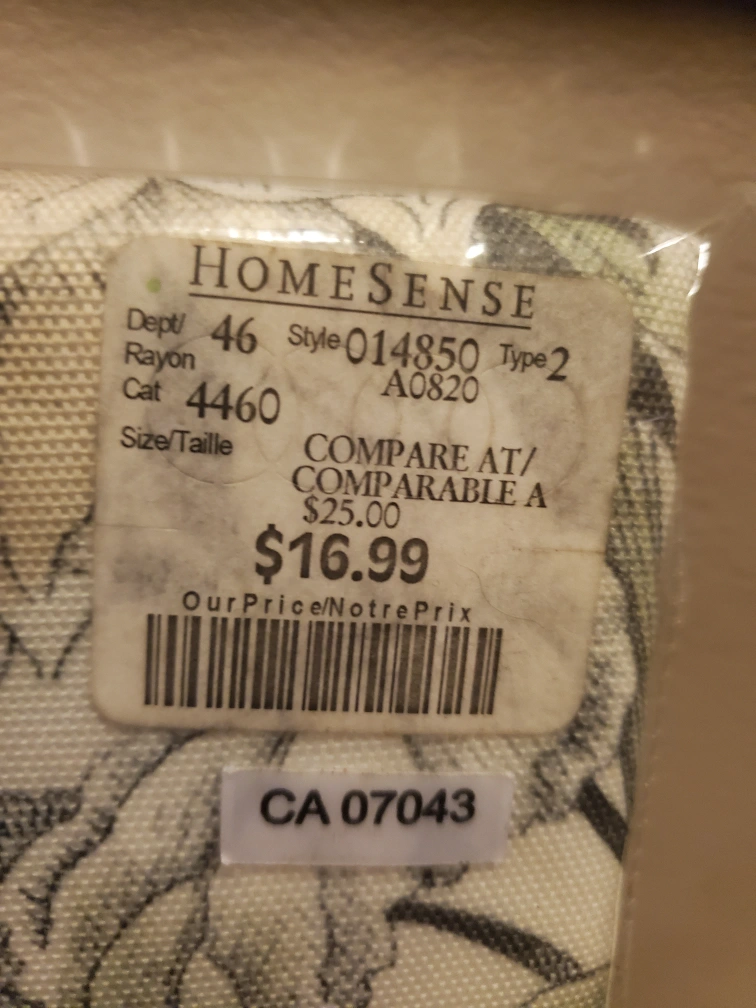 HOMESENSE
Dept/ 46 Style 014850 Type 2
Rayon A0820
Cat 4460
Size/Taille COMPARE AT/
COMPARABLE A
$25.00
$16.99
OurPrice/NotrePrix
CA 07043